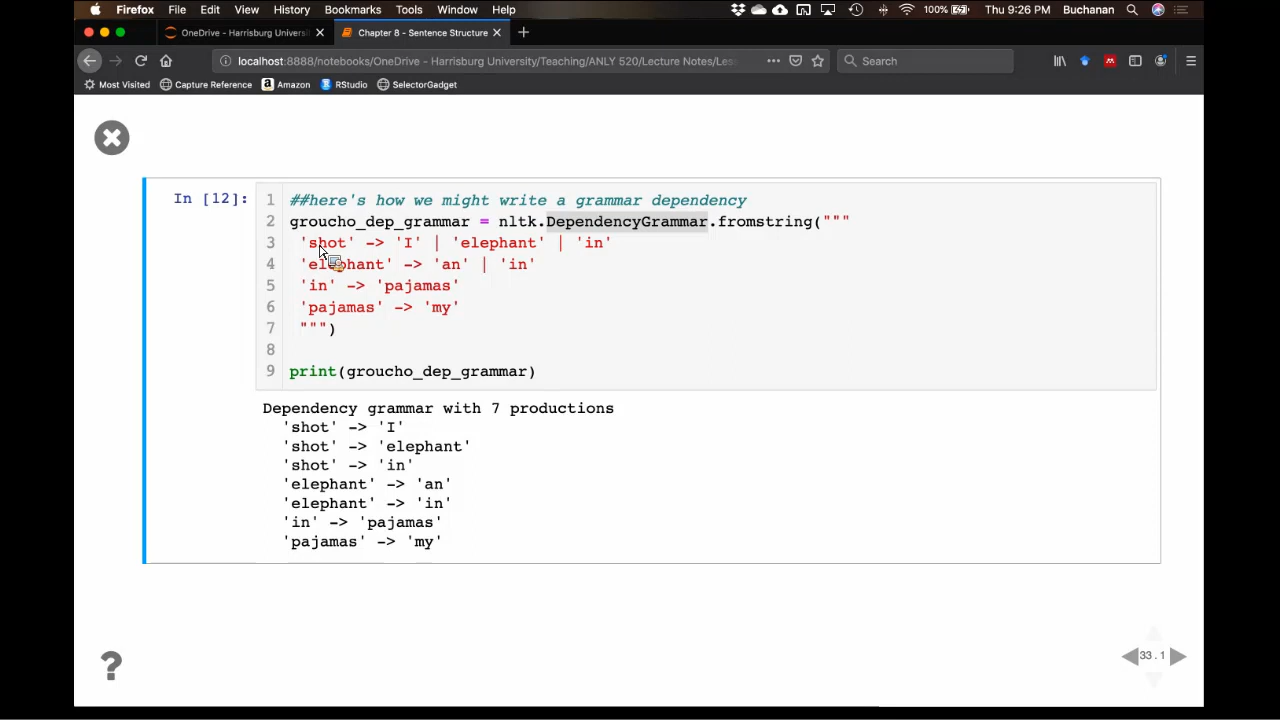 Firefox File Edit View History Bookmarks Tools Window Help 100% Thu 9:26 PM Buchanan
OneDrive - Harrisburg Universi Chapter 8 - Sentence Structure
localhost:8888/notebooks/OneDrive - Harrisburg University/Teaching/ANLY 520/Lecture Notes/Les Search
Most Visited Capture Reference Amazon RStudio SelectorGadget
In [12]:
1 ##here's how we might write a grammar dependency
2 groucho_dep_grammar = nltk.DependencyGrammar.fromstring("""
3 'shot' -> 'I' | 'elephant' | 'in'
4 'elephant' -> 'an' | 'in'
5 'in' -> 'pajamas'
6 'pajamas' -> 'my'
7 """)
8
9 print(groucho_dep_grammar)
Dependency grammar with 7 productions
'shot' -> 'I'
'shot' -> 'elephant'
'shot' -> 'in'
'elephant' -> 'an'
'elephant' -> 'in'
'in' -> 'pajamas'
'pajamas' -> 'my'
?
33.1